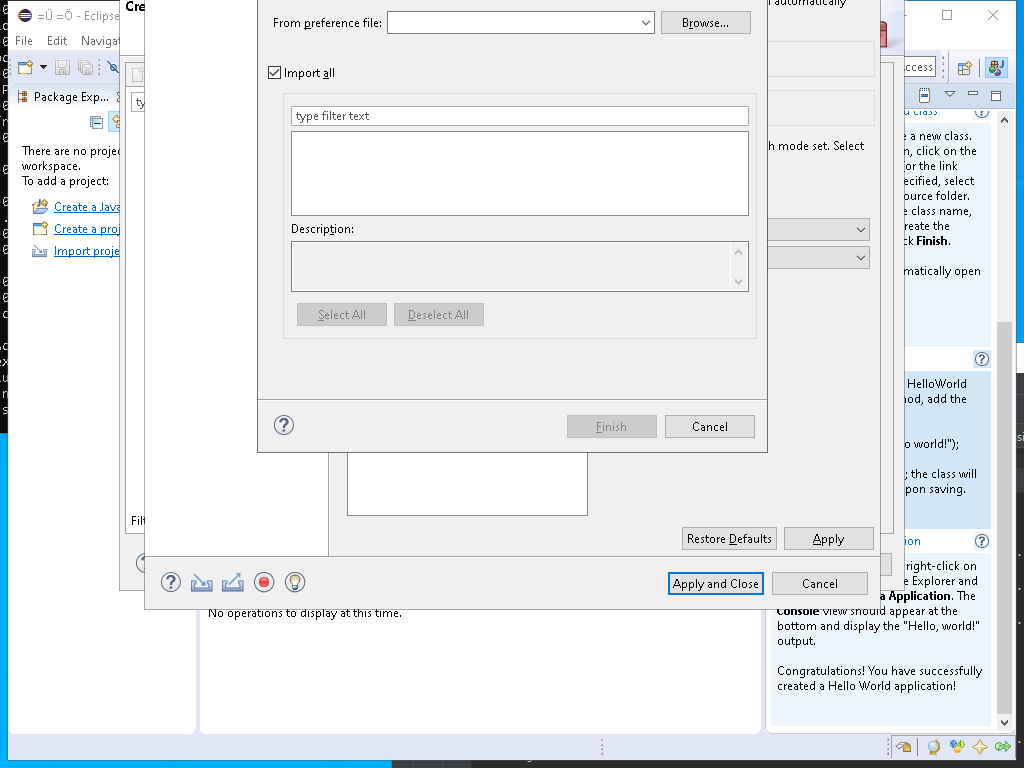 =Ü =Ö - Eclipse
Cre
File Edit Navigat
Package Exp...
There are no proje
workspace.
To add a project:
Create a Java
Create a proj
Import proje
ty
Filt
From preference file:
Browse...
Import all
type filter text
Description:
Select All
Deselect All
Finish
Cancel
automatically
h mode set. Select
Restore Defaults
Apply
Apply and Close
Cancel
No operations to display at this time.
ccess
u class
e a new class.
n, click on the
for the link
ecified, select
ource folder.
e class name,
reate the
ck Finish.
matically open
HelloWorld
nod, add the
o world!");
; the class will
pon saving.
ion
right-click on
e Explorer and
a Application. The
Console view should appear at the
bottom and display the "Hello, world!"
output.
Congratulations! You have successfully
created a Hello World application!